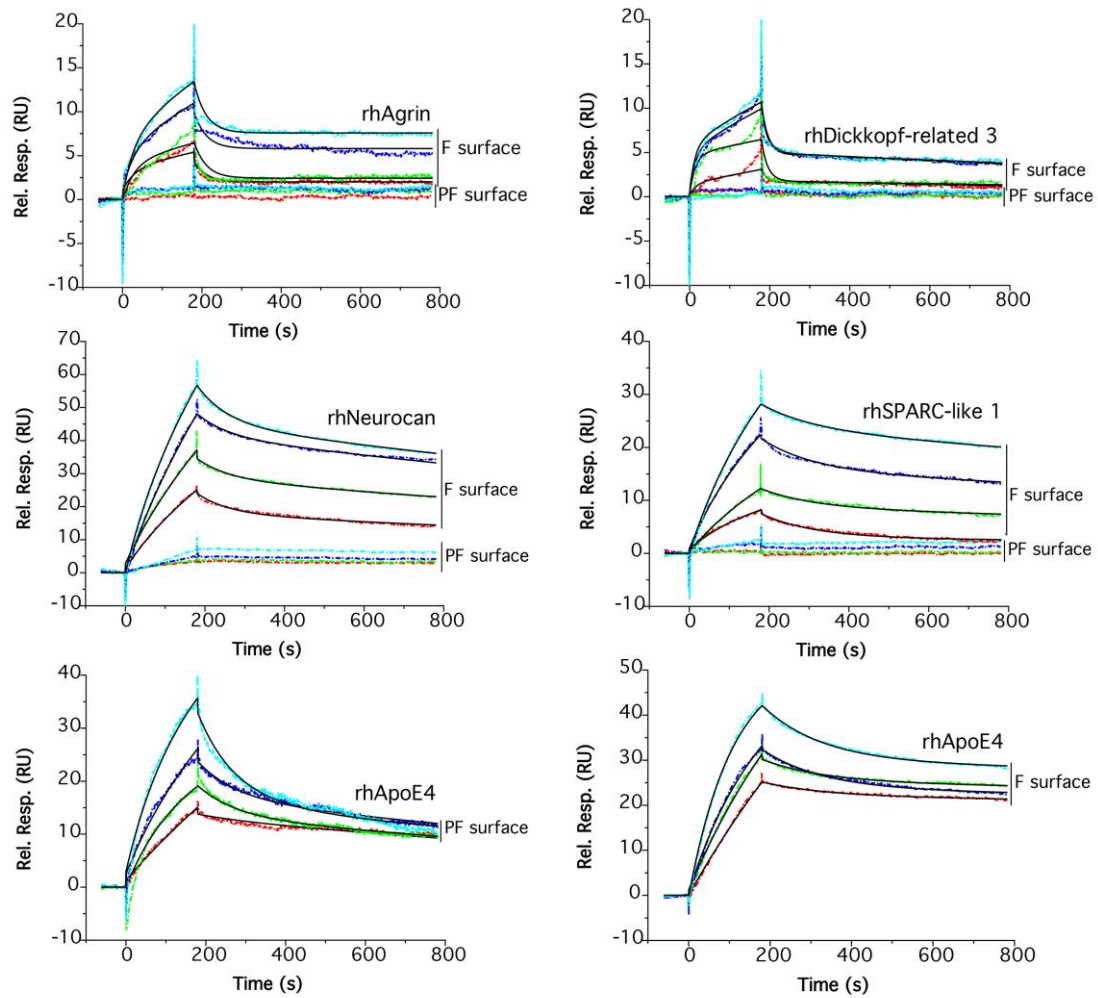 20
15
10
5
0
-5
-10
Rel. Resp. (RU)
rhAgrin
F surface
PF surface
0 200 400 600 800
Time (s)
20
15
10
5
0
-5
-10
Rel. Resp. (RU)
rhDickkopf-related 3
F surface
PF surface
0 200 400 600 800
Time (s)
70
60
50
40
30
20
10
0
-10
Rel. Resp. (RU)
rhNeurocan
F surface
PF surface
0 200 400 600 800
Time (s)
40
30
20
10
0
-10
Rel. Resp. (RU)
rhSPARC-like 1
F surface
PF surface
0 200 400 600 800
Time (s)
40
30
20
10
0
-10
Rel. Resp. (RU)
rhApoE4
PF surface
0 200 400 600 800
Time (s)
50
40
30
20
10
0
-10
Rel. Resp. (RU)
rhApoE4
F surface
0 200 400 600 800
Time (s)